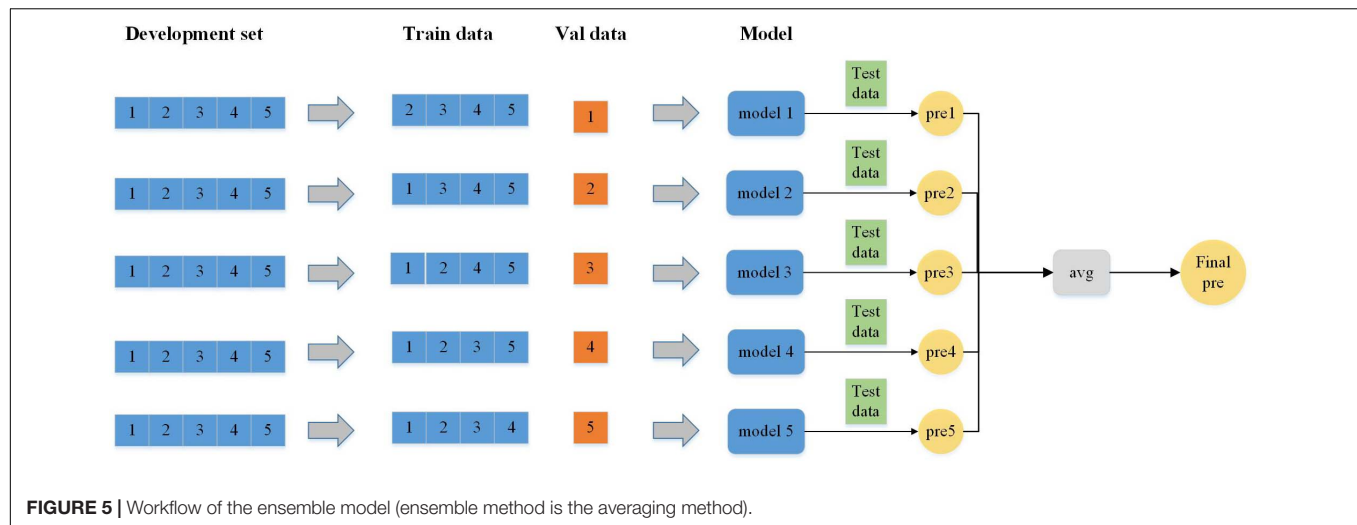 Development set Train data Val data Model
Test
data
1 2 3 4 5 2 3 4 5 1 model 1 pre1
Test
data
1 2 3 4 5 1 3 4 5 2 model 2 pre2
Test
data
1 2 3 4 5 1 2 4 5 3 model 3 pre3 avg Final
pre
Test
data
1 2 3 4 5 1 2 3 5 4 model 4 pre4
Test
data
1 2 3 4 5 1 2 3 4 5 model 5 pre5
FIGURE 5 | Workflow of the ensemble model (ensemble method is the averaging method).